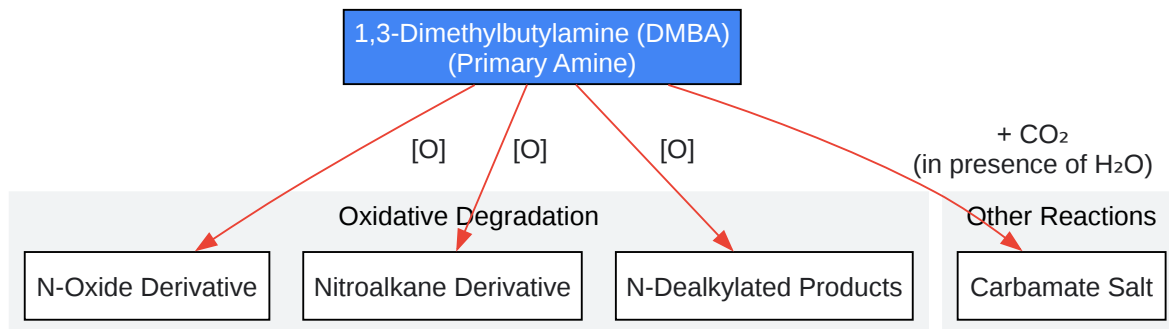 1,3-Dimethylbutylamine (DMBA)
(Primary Amine)
[O]
[O]
[O]
+ CO₂
(in presence of H₂O)
Oxidative Degradation
Other Reactions
N-Oxide Derivative
Nitroalkane Derivative
N-Dealkylated Products
Carbamate Salt